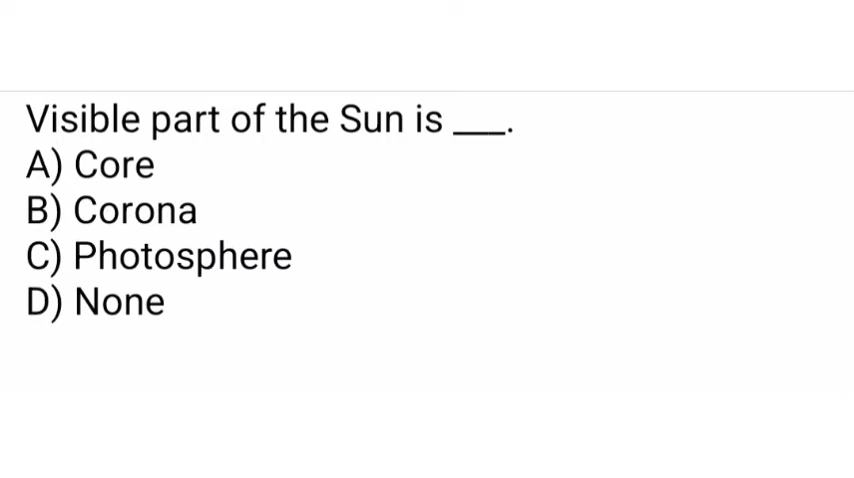 Visible part of the Sun is ___.
A) Core
B) Corona
C) Photosphere
D) None